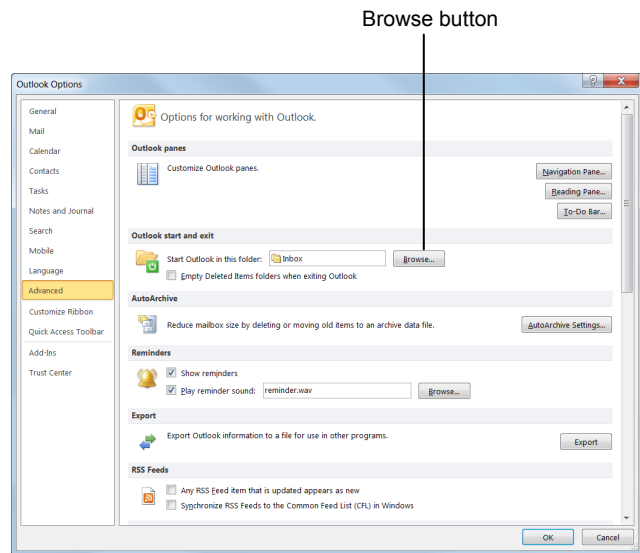 Browse button
Outlook Options
General
Mail
Calendar
Contacts
Tasks
Notes and Journal
Search
Mobile
Language
Advanced
Customize Ribbon
Quick Access Toolbar
Add-Ins
Trust Center
Options for working with Outlook.
Outlook panes
Customize Outlook panes.
Navigation Pane...
Reading Pane...
To-Do Bar...
Outlook start and exit
Start Outlook in this folder: Inbox Browse...
Empty Deleted Items folders when exiting Outlook
AutoArchive
Reduce mailbox size by deleting or moving old items to an archive data file. AutoArchive Settings...
Reminders
Show reminders
Play reminder sound: reminder.wav Browse...
Export
Export Outlook information to a file for use in other programs. Export
RSS Feeds
Any RSS Feed item that is updated appears as new
Synchronize RSS Feeds to the Common Feed List (CFL) in Windows
OK Cancel